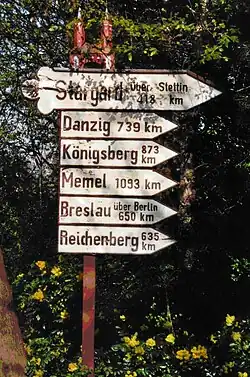 Stargard über Stettin
418 km
Danzig 739 km
Königsberg 873 km
Memel 1093 km
Breslau über Berlin
650 km
Reichenberg 635 km